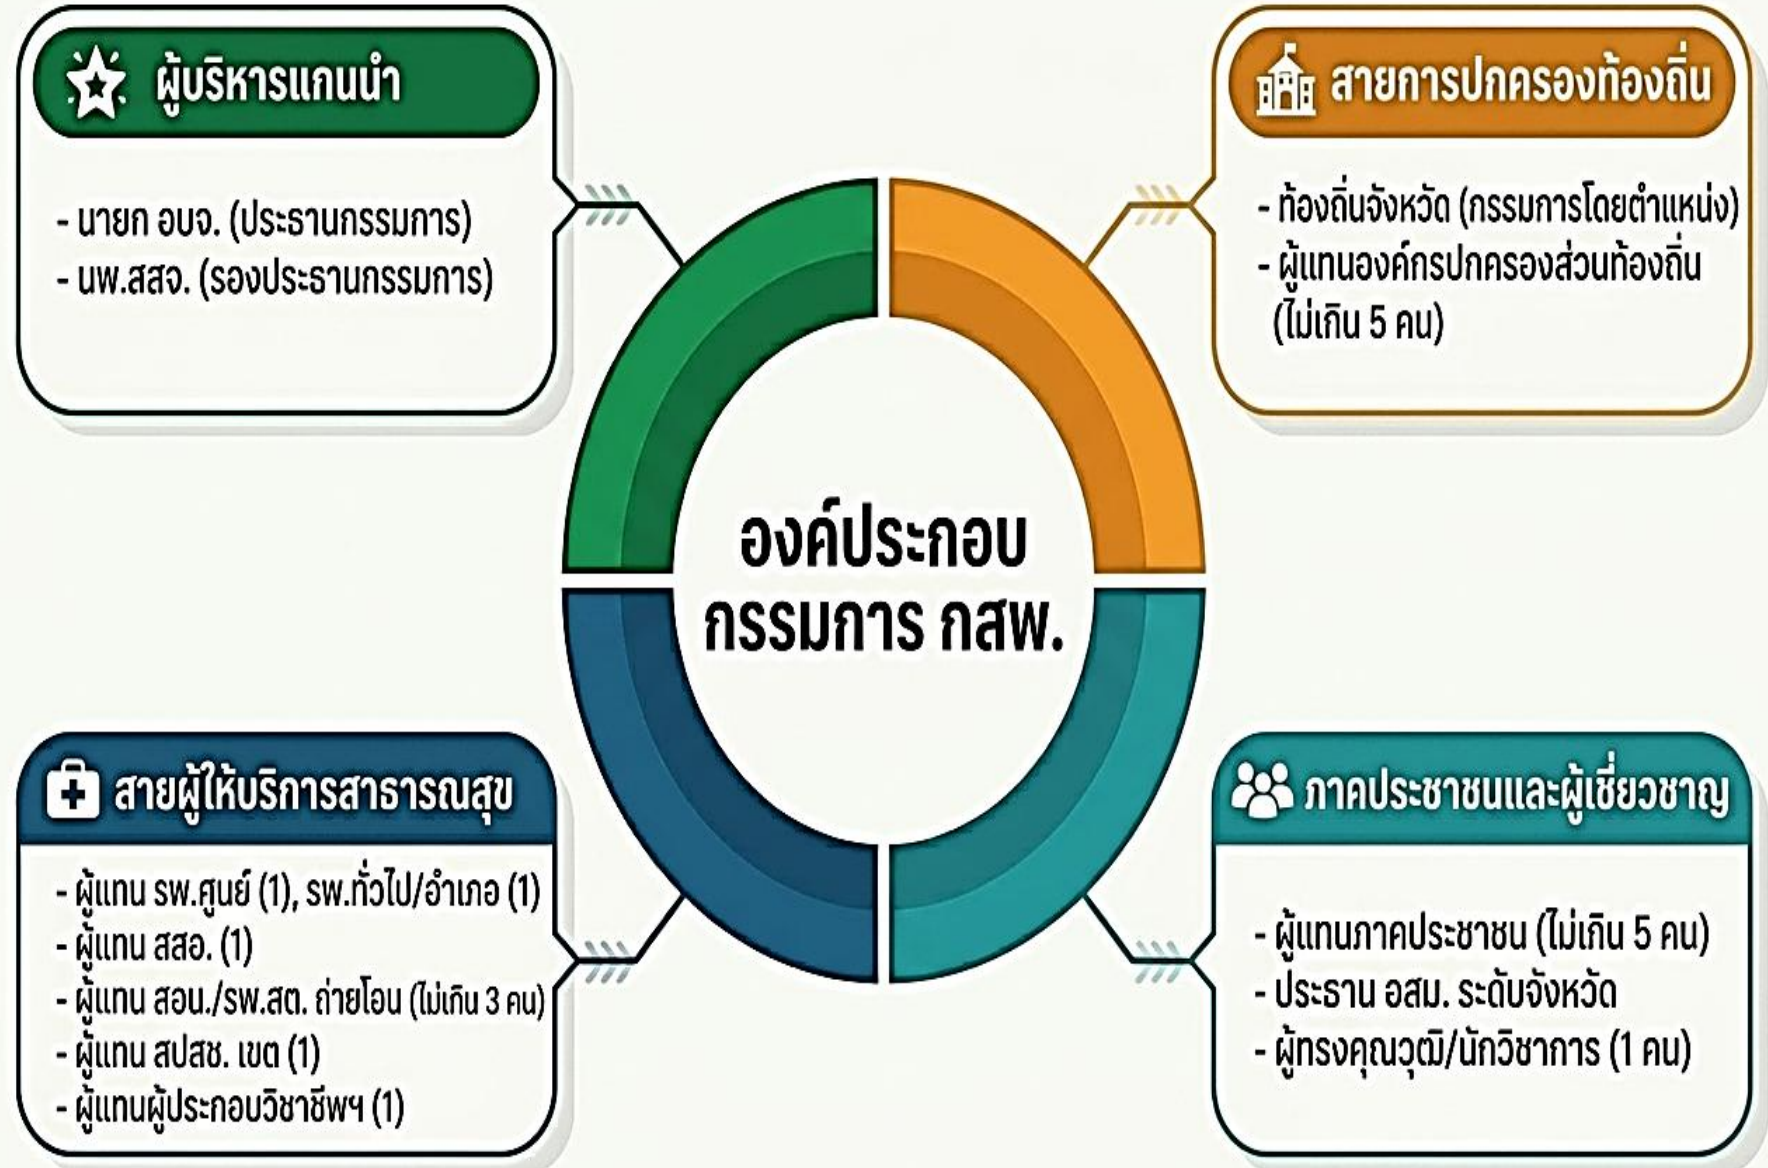 ผู้บริหารแกนนำ
- นายก อบจ. (ประธานกรรมการ)
- นพ.สสจ. (รองประธานกรรมการ)
สายการปกครองท้องถิ่น
- ท้องถิ่นจังหวัด (กรรมการโดยตำแหน่ง)
- ผู้แทนองค์กรปกครองส่วนท้องถิ่น
(ไม่เกิน 5 คน)
องค์ประกอบ
กรรมการ กสพ.
สายผู้ให้บริการสาธารณสุข
- ผู้แทน รพ.ศูนย์ (1), รพ.ทั่วไป/อำเภอ (1)
- ผู้แทน สสอ. (1)
- ผู้แทน สอน./รพ.สต. ถ่ายโอน (ไม่เกิน 3 คน)
- ผู้แทน สปสช. เขต (1)
- ผู้แทนผู้ประกอบวิชาชีพฯ (1)
ภาคประชาชนและผู้เชี่ยวชาญ
- ผู้แทนภาคประชาชน (ไม่เกิน 5 คน)
- ประธาน อสม. ระดับจังหวัด
- ผู้ทรงคุณวุฒิ/นักวิชาการ (1 คน)